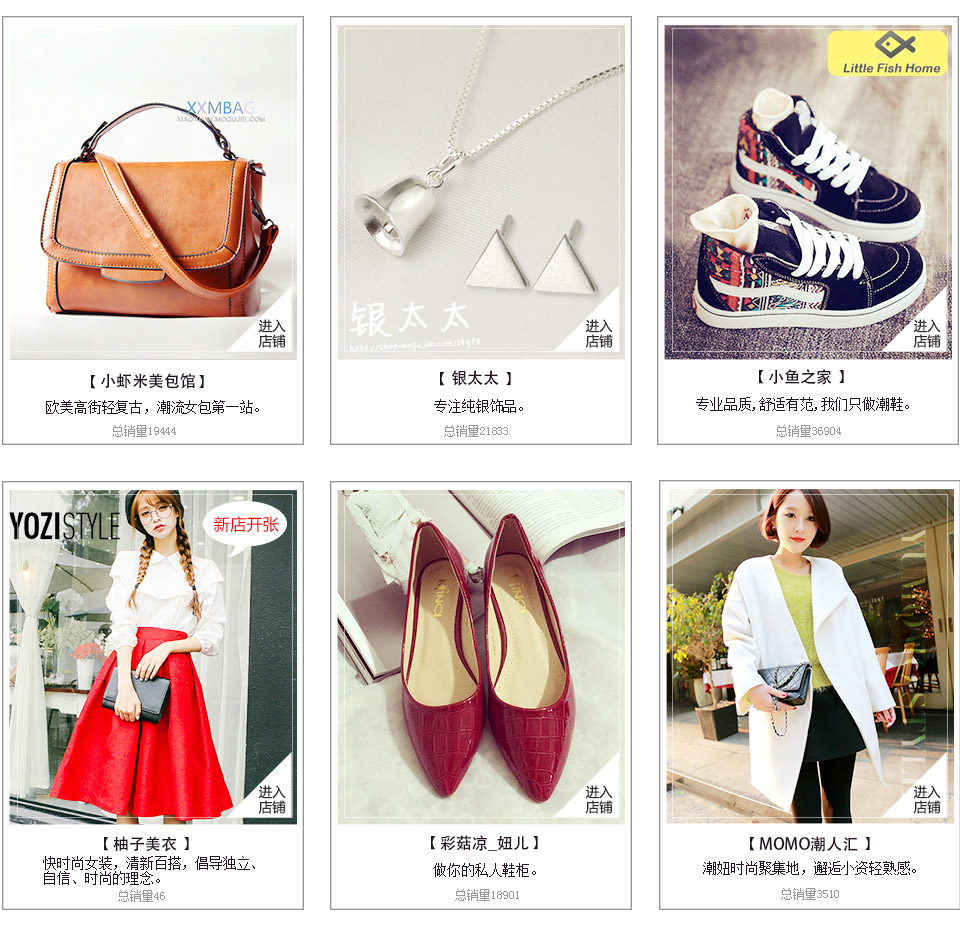 XXMBAG
进入
店铺
【 小虾米美包馆】
欧美高街轻复古，潮流女包第一站。
总销量19444
银太太
http://shop.mogujie.com/19gf8
进入
店铺
【 银太太 】
专注纯银饰品。
总销量21833
Little Fish Home
进入
店铺
【 小鱼之家 】
专业品质,舒适有范,我们只做潮鞋。
总销量36904
YOZISTYLE
新店开张
进入
店铺
【 柚子美衣 】
快时尚女装，清新百搭，倡导独立、
自信、时尚的理念。
总销量46
进入
店铺
【 彩菇凉_妞儿】
做你的私人鞋柜。
总销量18901
进入
店铺
【 MOMO潮人汇 】
潮妞时尚聚集地，邂逅小资轻熟感。
总销量3510